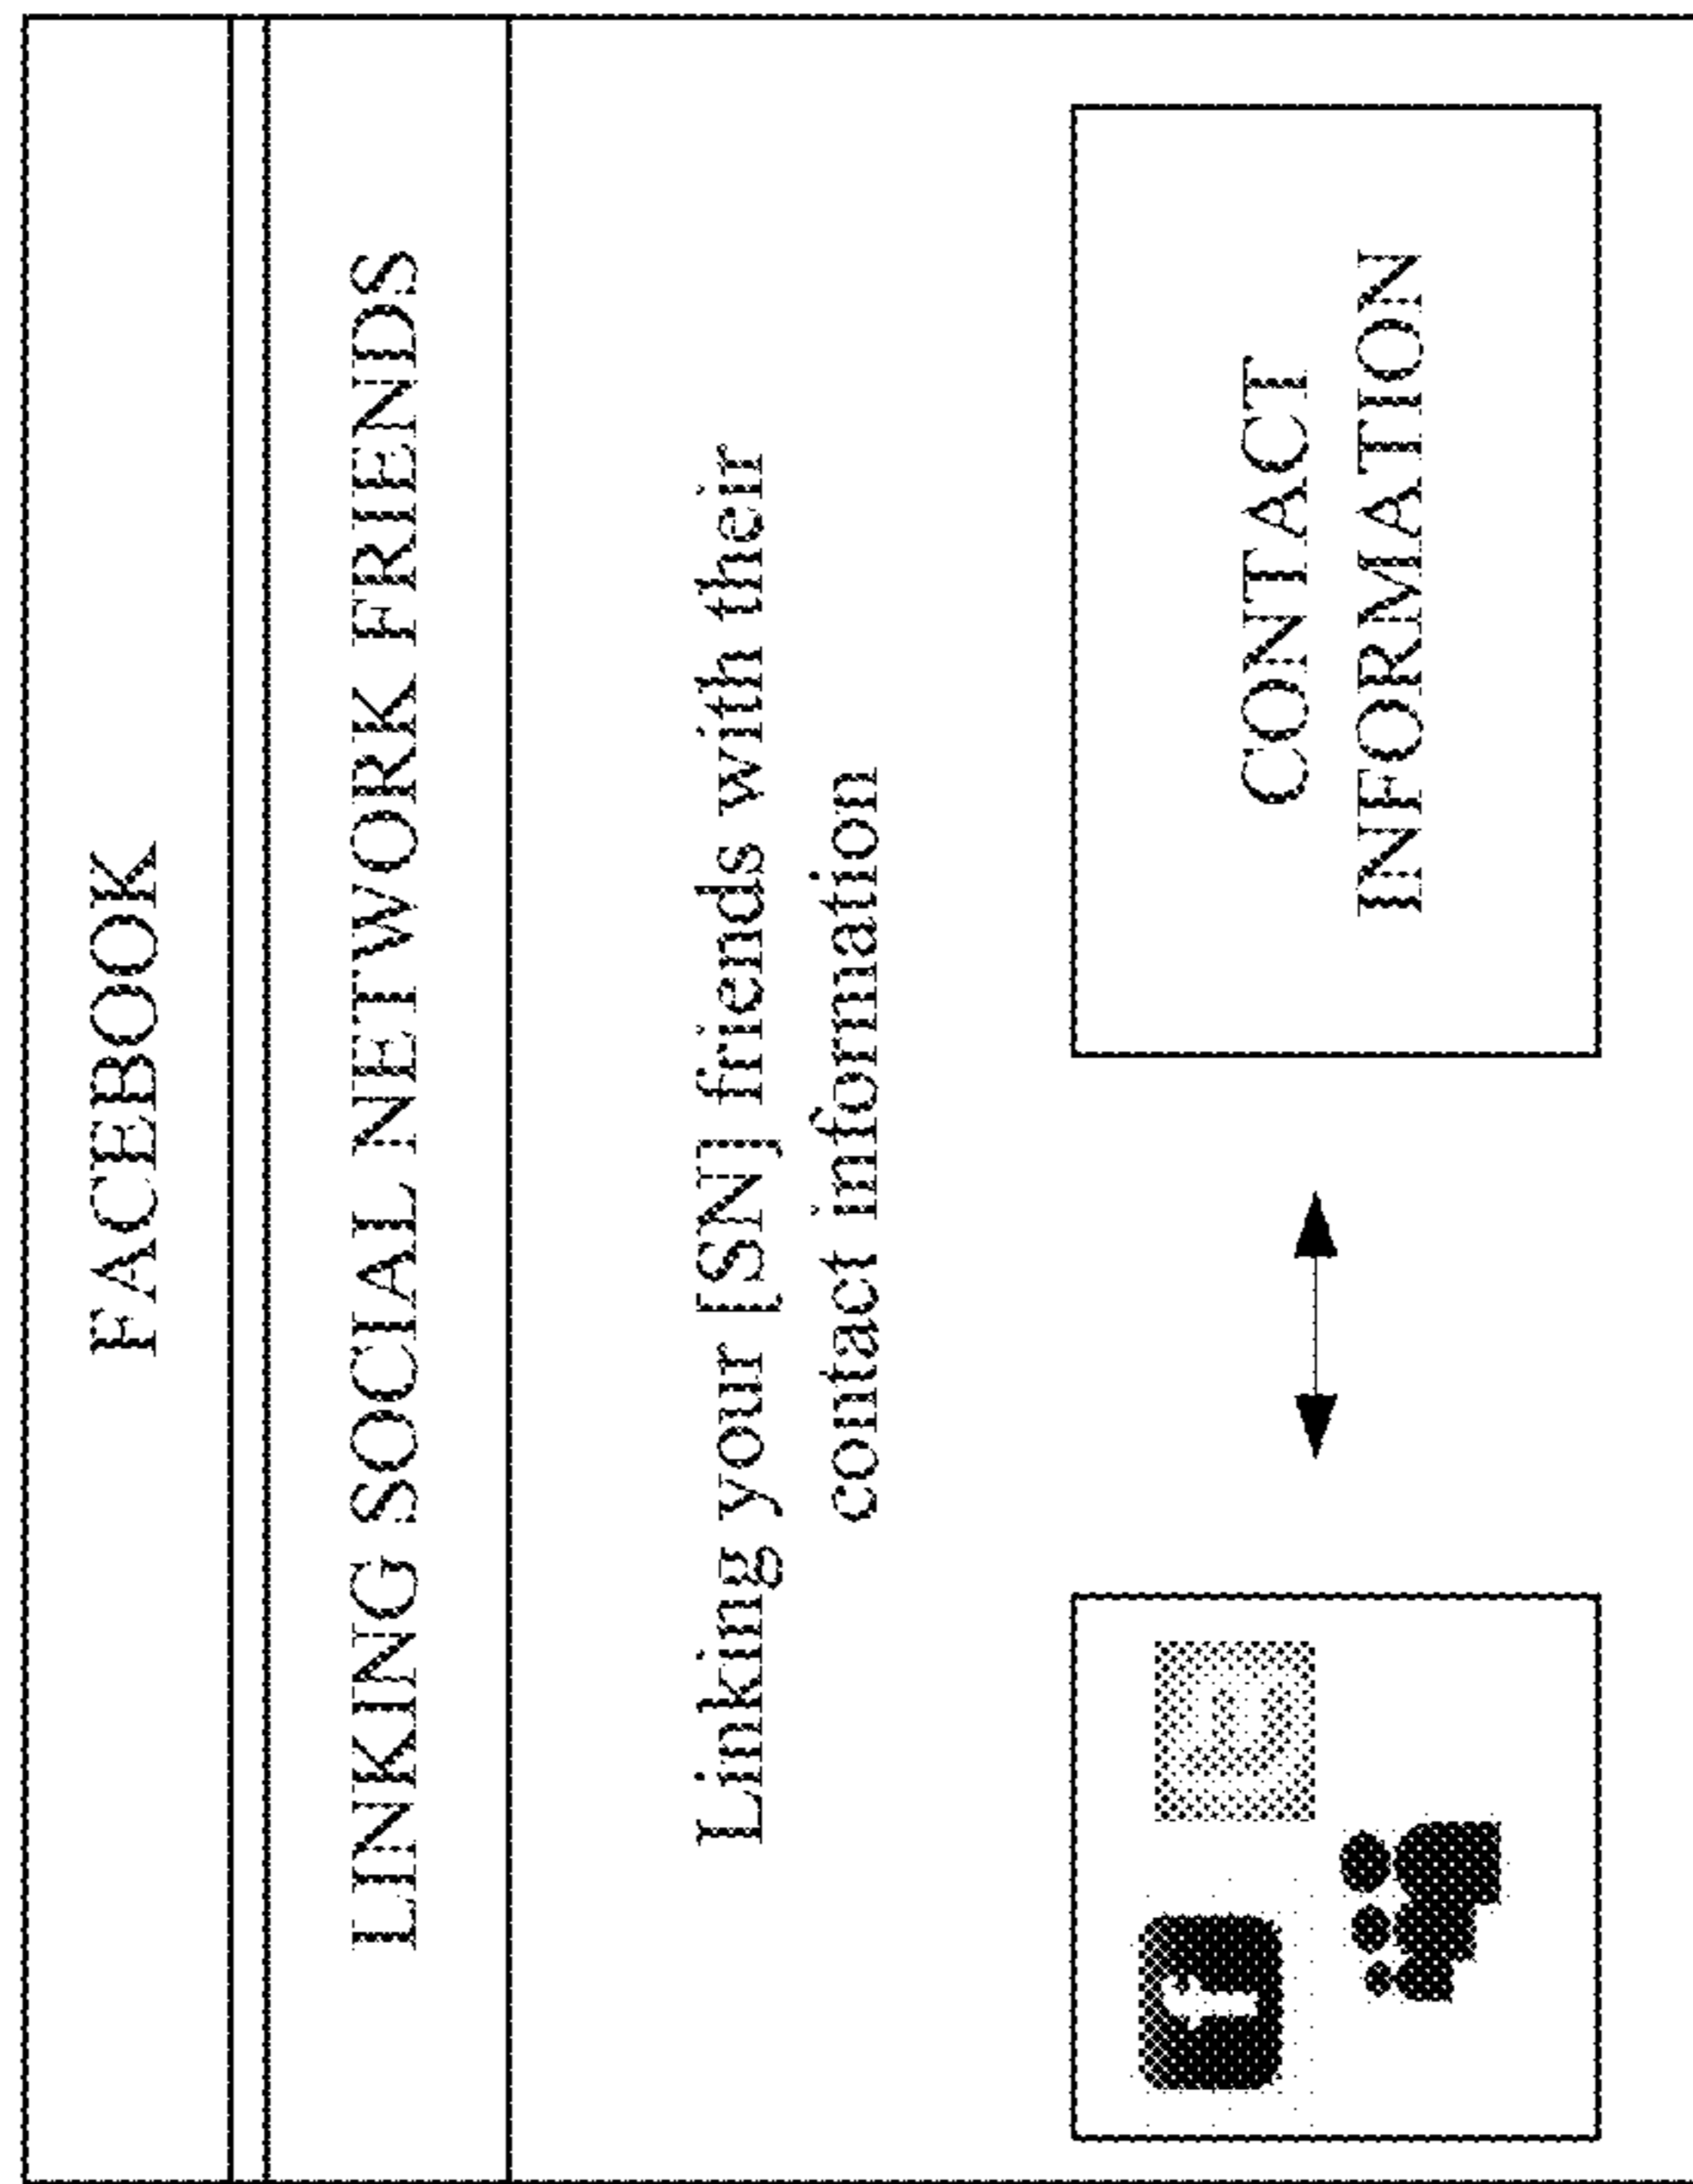 FACEBOOK
LINKING SOCIAL NETWORK FRIENDS
Linking your [SN] friends with their
contact information
f
CONTACT
INFORMATION